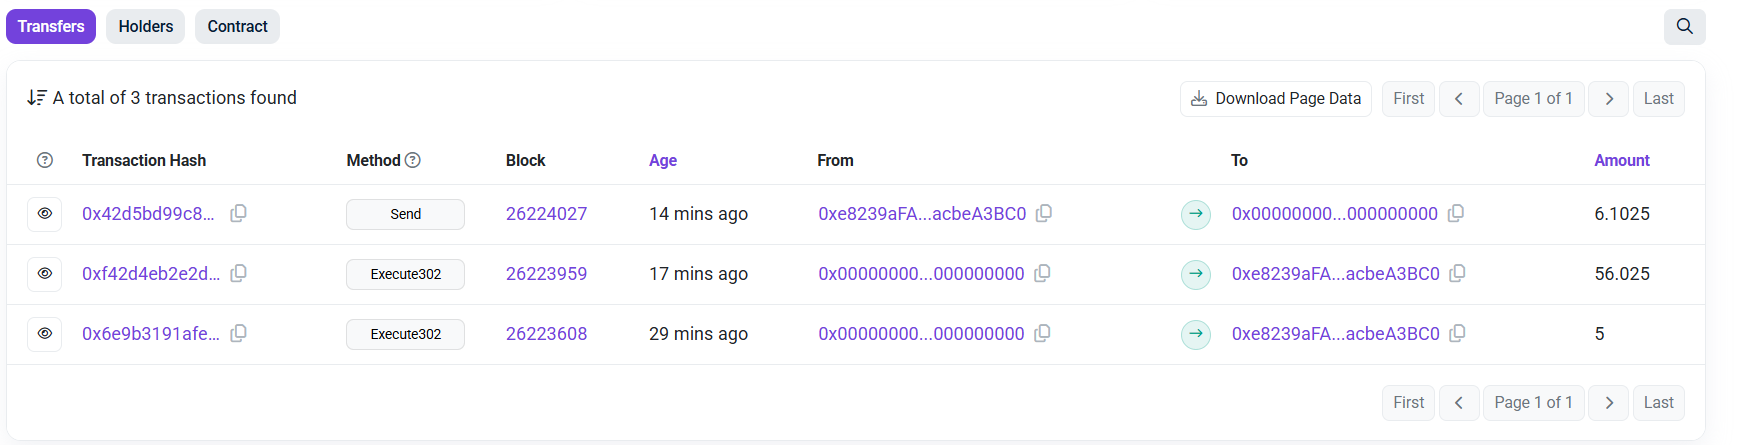 Transfers Holders Contract
A total of 3 transactions found
Download Page Data First Page 1 of 1 Last
Transaction Hash Method Block Age From To Amount
0x42d5bd99c8... Send 26224027 14 mins ago 0xe8239aFA...acbeA3BC0 0x00000000...000000000 6.1025
0xf42d4eb2e2d... Execute302 26223959 17 mins ago 0x00000000...000000000 0xe8239aFA...acbeA3BC0 56.025
0x6e9b3191afe... Execute302 26223608 29 mins ago 0x00000000...000000000 0xe8239aFA...acbeA3BC0 5
First Page 1 of 1 Last